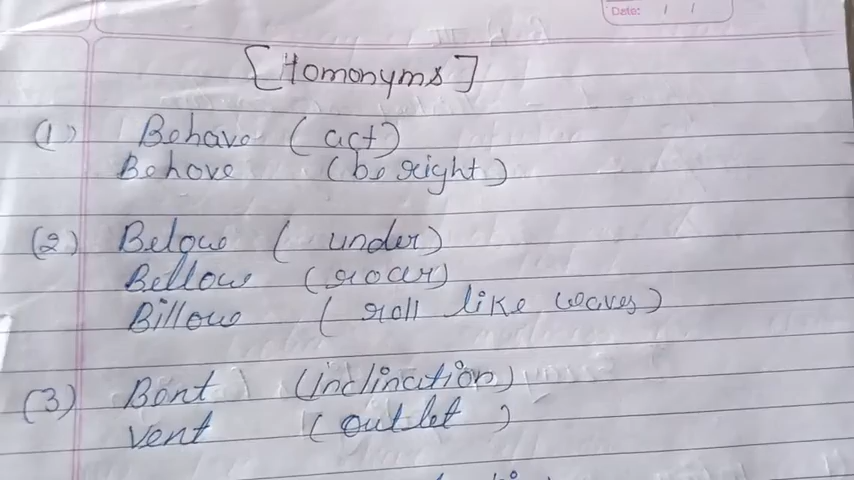 Date: / /
[Homonyms]
(1) Behave (act)
Behove (be right)
(2) Below (under)
Bellow (roar)
Billow (roll like waves)
(3) Bent (inclination)
Vent (outlet)